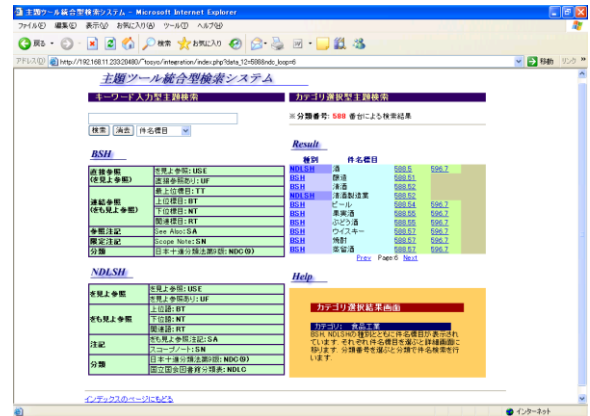 主題ツール統合型検索システム - Microsoft Internet Explorer
ファイル(F) 編集(E) 表示(V) お気に入り(A) ツール(T) ヘルプ(H)
戻る 検索 お気に入り
アドレス(D) 移動 リンク
主題ツール統合型検索システム
キーワード入力型主題検索
検索 消去 件名標目
BSH
直接参照(を見よ参照) を見よ参照: USE
直接参照あり: UF
連結参照(をも見よ参照) 最上位標目: TT
上位標目: BT
下位標目: NT
関連標目: RT
参照注記 See Also: SA
限定注記 Scope Note: SN
分類 日本十進分類法第9版: NDC(9)
NDLSH
を見よ参照 を見よ参照: USE
を見よ参照あり: UF
をも見よ参照 上位語: BT
下位語: NT
関連語: RT
注記 をも見よ参照注記: SA
スコープノート: SN
分類 日本十進分類法第9版: NDC(9)
国立国会図書館分類表: NDLC
インデックスのページにもどる
カテゴリ選択型主題検索
※分類番号: 588 番台による検索結果
Result
種別 件名標目
NDLSH 酒 588.5 596.7
BSH 醸造 588.51
BSH 清酒 588.52
NDLSH 清酒製造業 588.52
BSH ビール 588.54 596.7
BSH 果実酒 588.55 596.7
BSH ぶどう酒 588.55 596.7
BSH ウイスキー 588.57 596.7
BSH 焼酎 588.57 596.7
BSH 蒸留酒 588.57 596.7
Prev Page:6 Next
Help
カテゴリ選択結果画面
カテゴリ: 食品工業
BSH, NDLSHの種別とともに件名標目が表示され
ています. それぞれ件名標目を選ぶと詳細画面に
移ります. 分類番号を選ぶと分類で件名検索を行
います.
インターネット